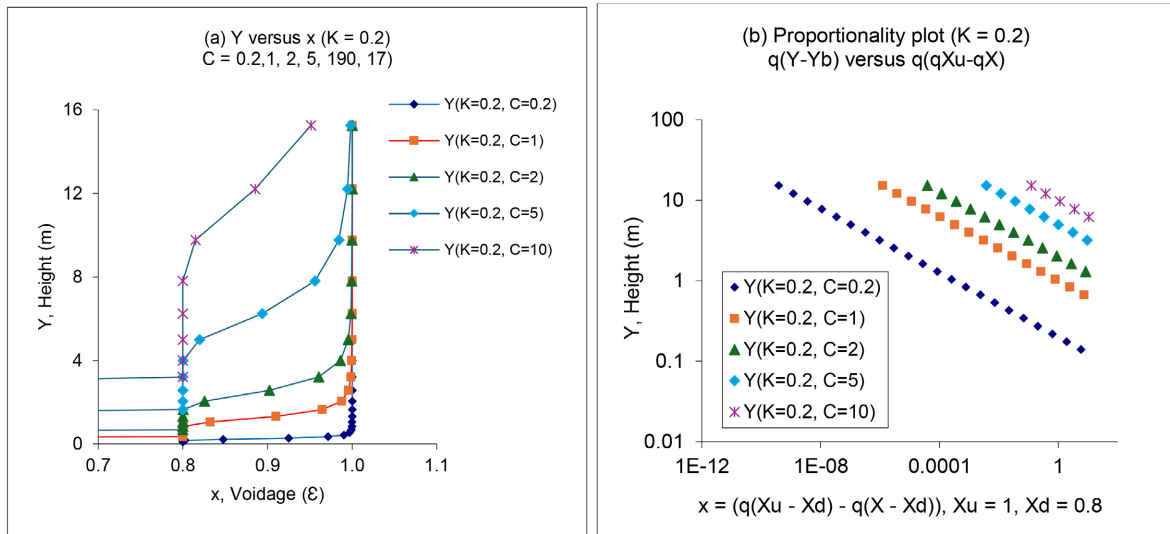 (a) Y versus x (K = 0.2)
C = 0.2,1, 2, 5, 190, 17)
16
12
8
4
0
Y, Height (m)
0.7
0.8
0.9
1.0
1.1
x, Voidage (Ɛ)
Y(K=0.2, C=0.2)
Y(K=0.2, C=1)
Y(K=0.2, C=2)
Y(K=0.2, C=5)
Y(K=0.2, C=10)
(b) Proportionality plot (K = 0.2)
q(Y-Yb) versus q(qXu-qX)
100
10
1
0.1
0.01
Y, Height (m)
1E-12
1E-08
0.0001
1
x = (q(Xu - Xd) - q(X - Xd)), Xu = 1, Xd = 0.8
Y(K=0.2, C=0.2)
Y(K=0.2, C=1)
Y(K=0.2, C=2)
Y(K=0.2, C=5)
Y(K=0.2, C=10)